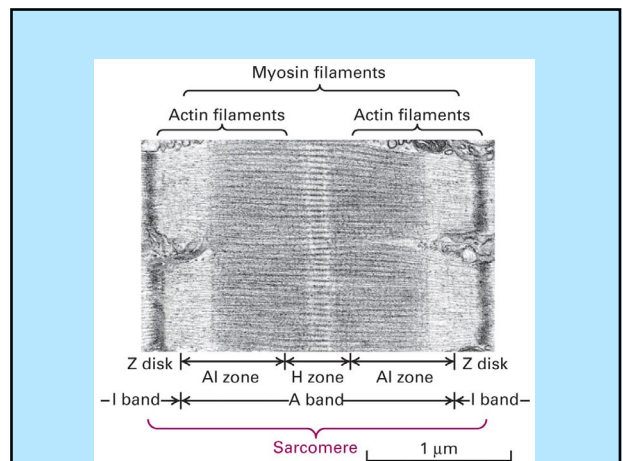 Myosin filaments
Actin filaments Actin filaments
Z disk Z disk
AI zone H zone AI zone
I band A band I band
Sarcomere
1 μm